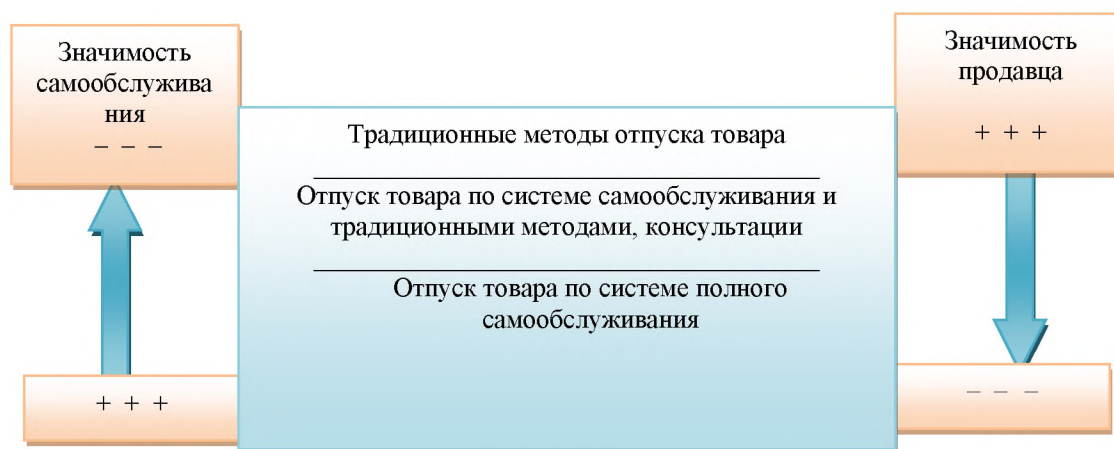 Значимость
самообслужива
ния
– – –
Значимость
продавца
+ + +
Традиционные методы отпуска товара
Отпуск товара по системе самообслуживания и
традиционными методами, консультации
Отпуск товара по системе полного
самообслуживания
+ + +
– – –